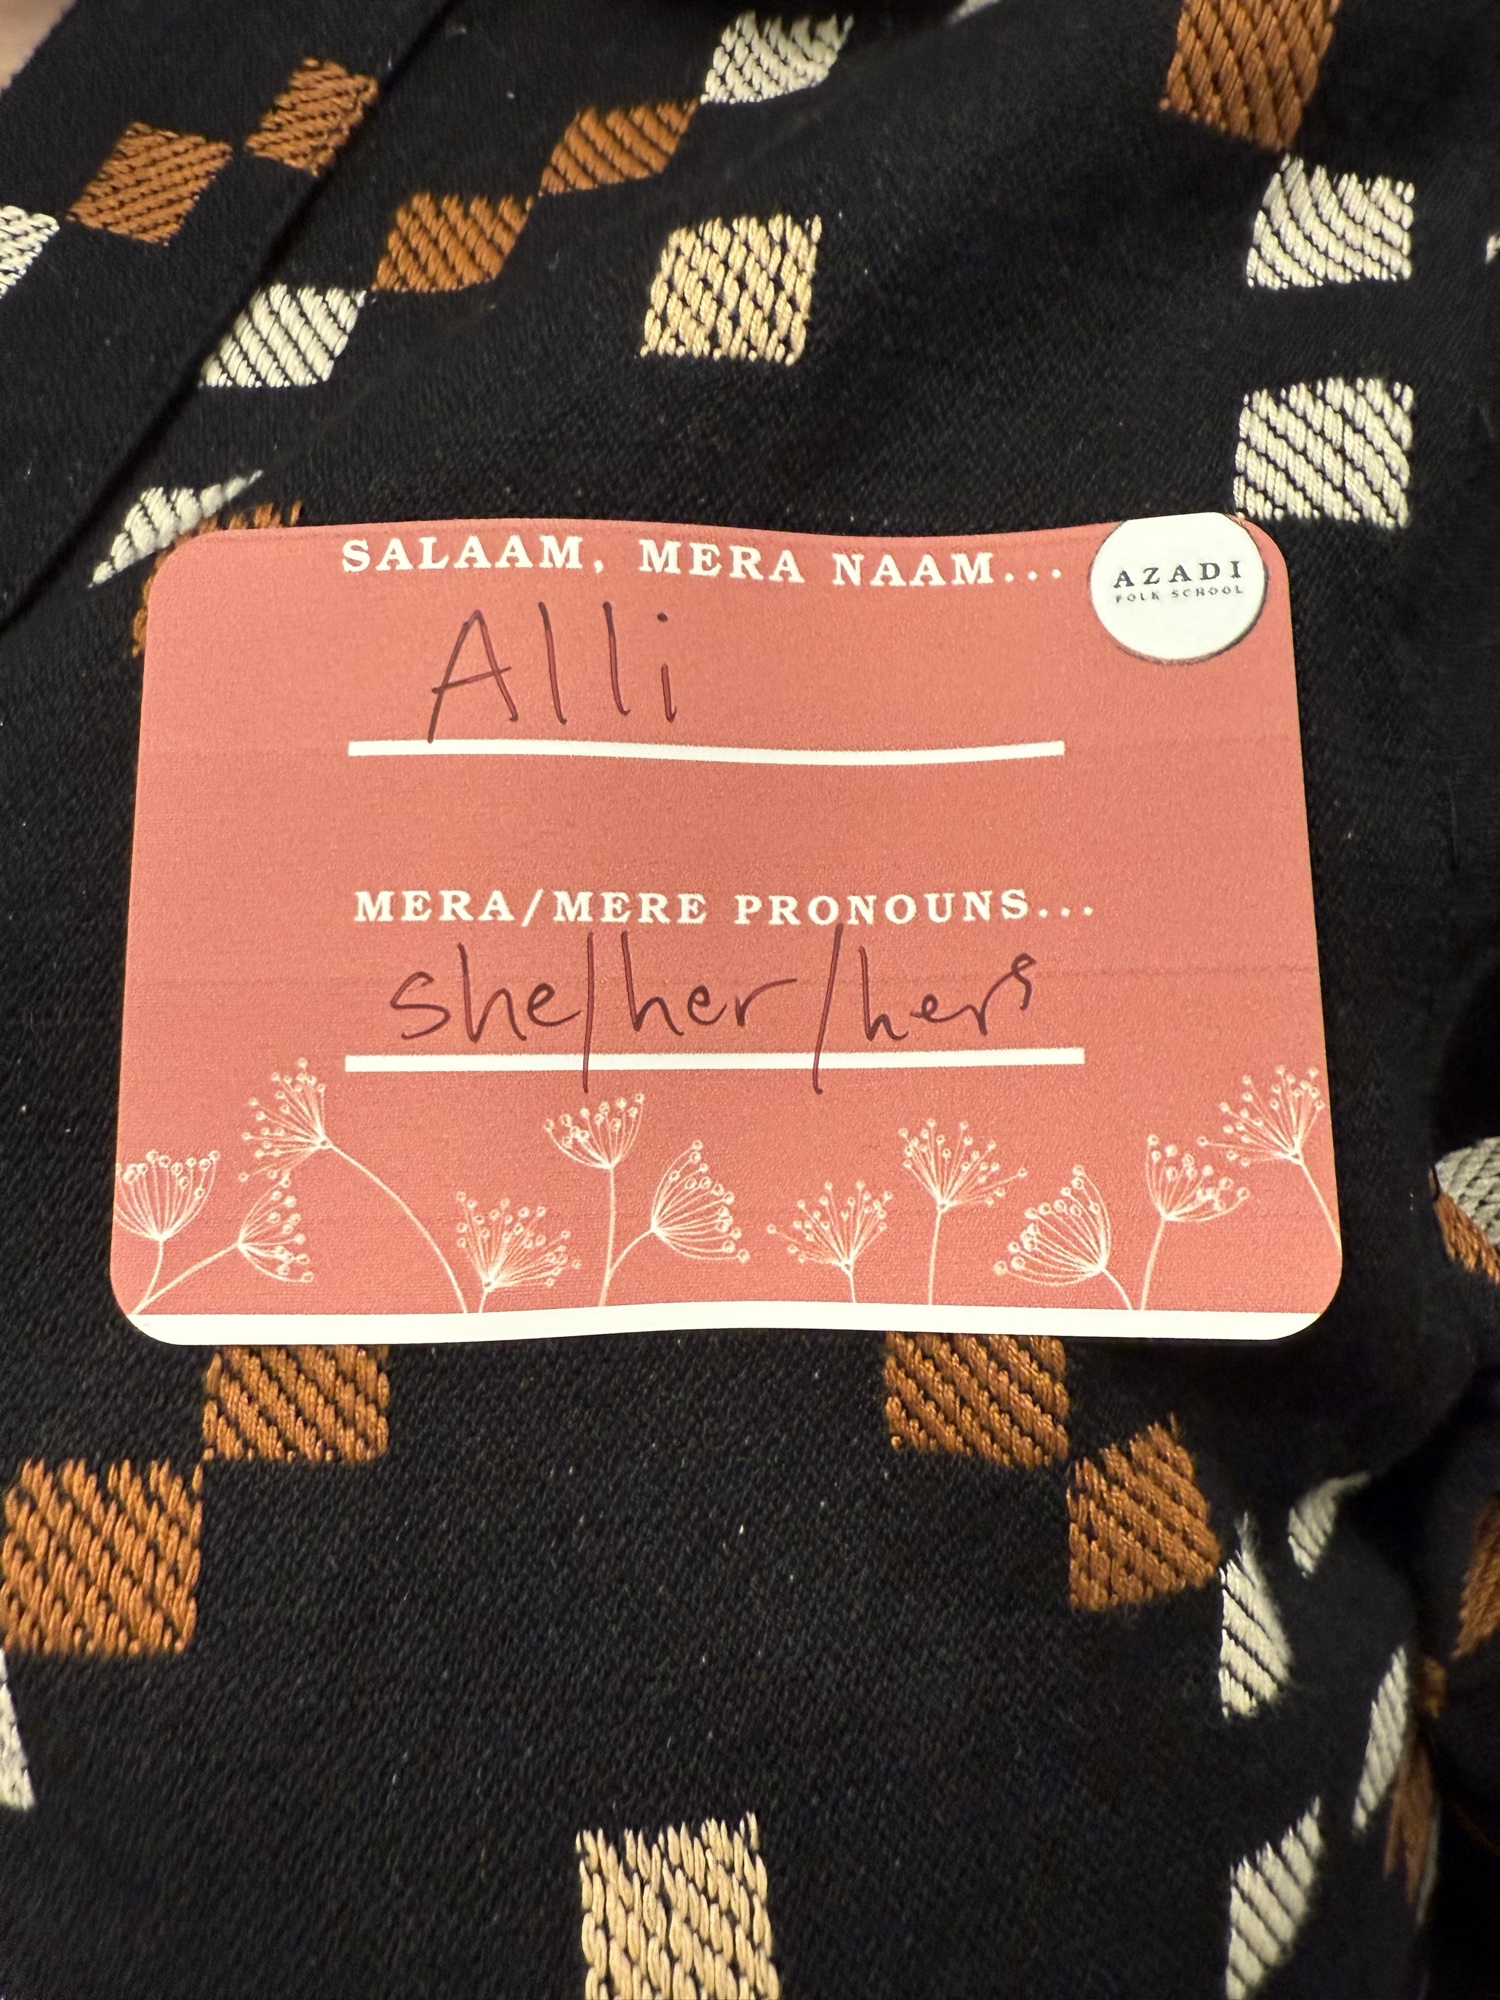 SALAAM, MERA NAAM...
AZADI
FOLK SCHOOL
Alli
MERA/MERE PRONOUNS...
she/her/hers